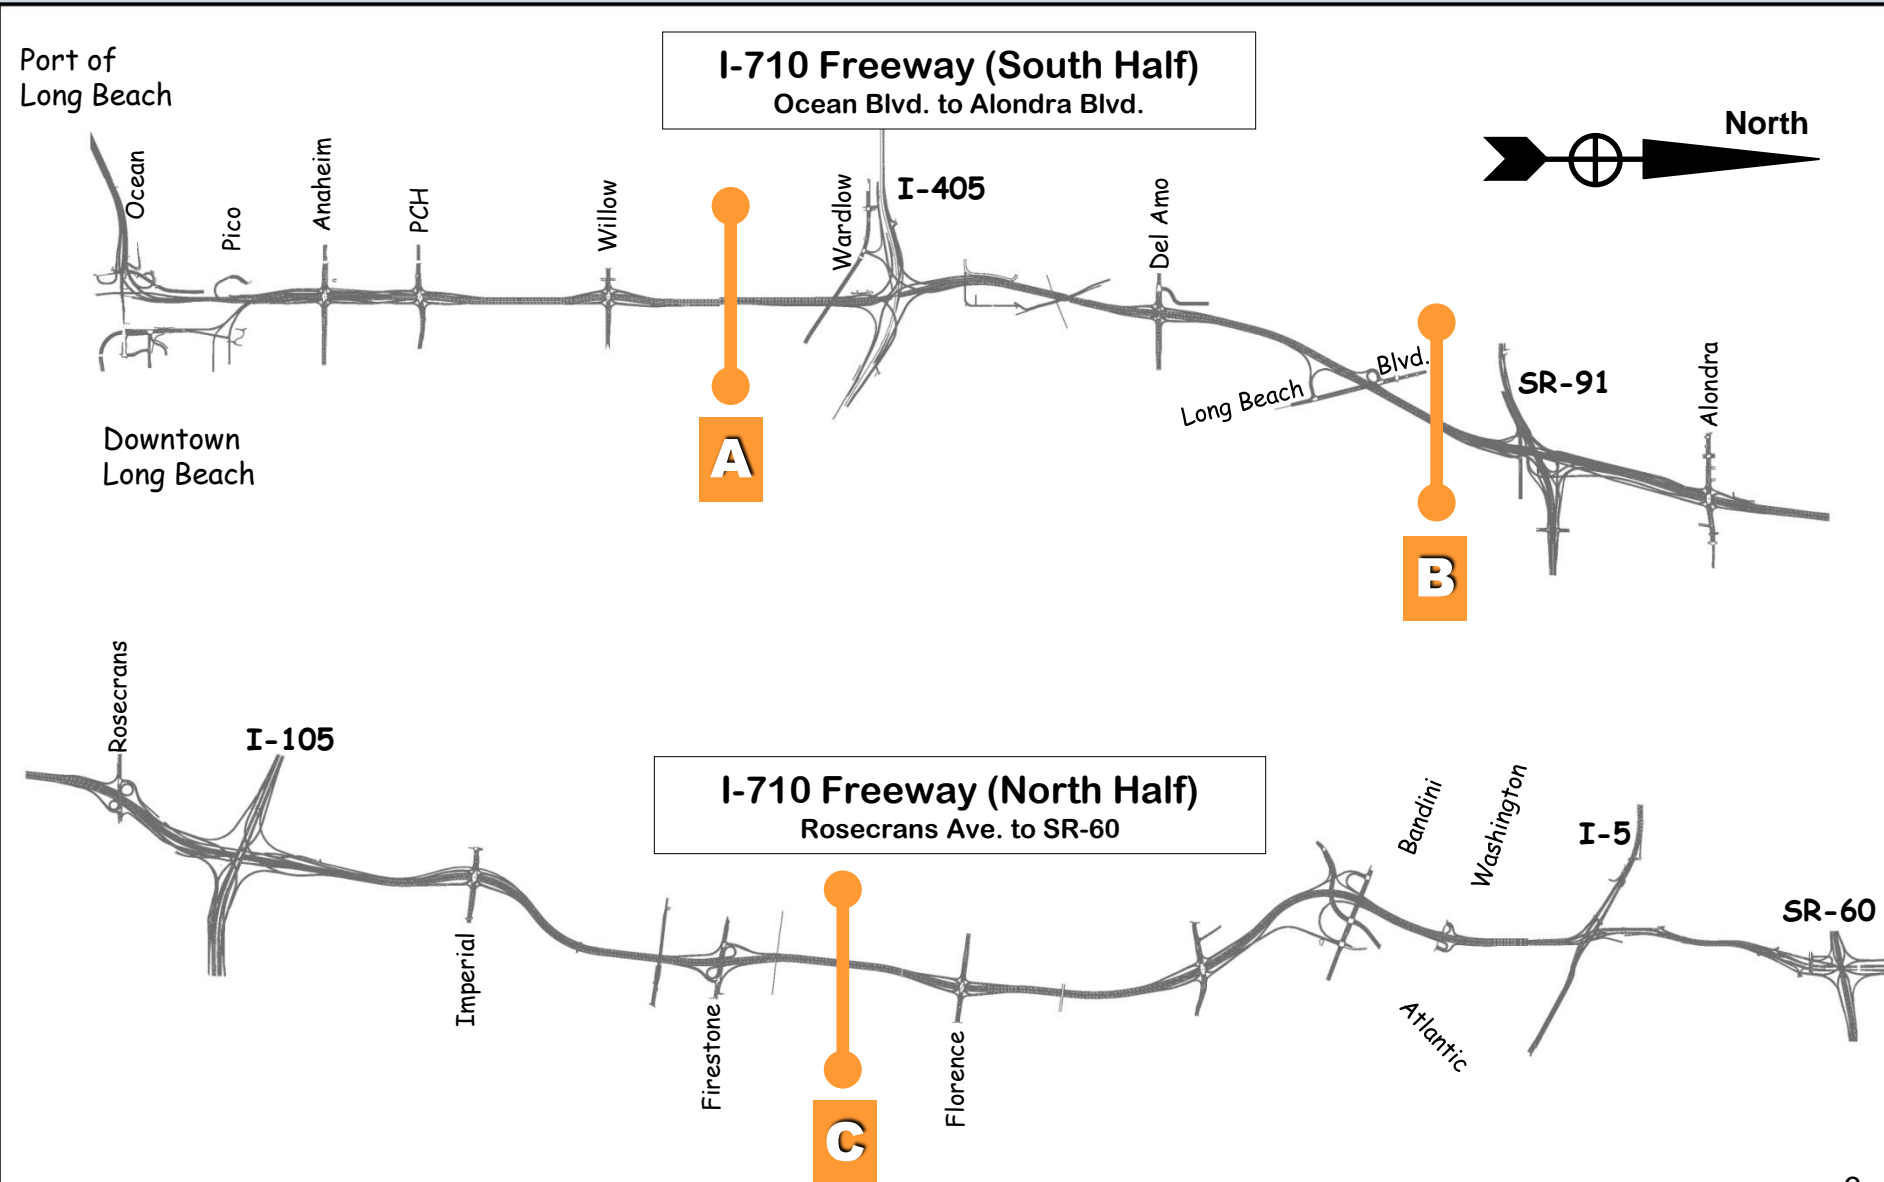 Port of
Long Beach
I-710 Freeway (South Half)
Ocean Blvd. to Alondra Blvd.
North
Ocean
Pico
Anaheim
PCH
Willow
Wardlow
I-405
Del Amo
Long Beach Blvd.
SR-91
Alondra
Downtown
Long Beach
A
B
Rosecrans
I-105
I-710 Freeway (North Half)
Rosecrans Ave. to SR-60
Bandini
Washington
I-5
SR-60
Imperial
Firestone
Florence
Atlantic
C